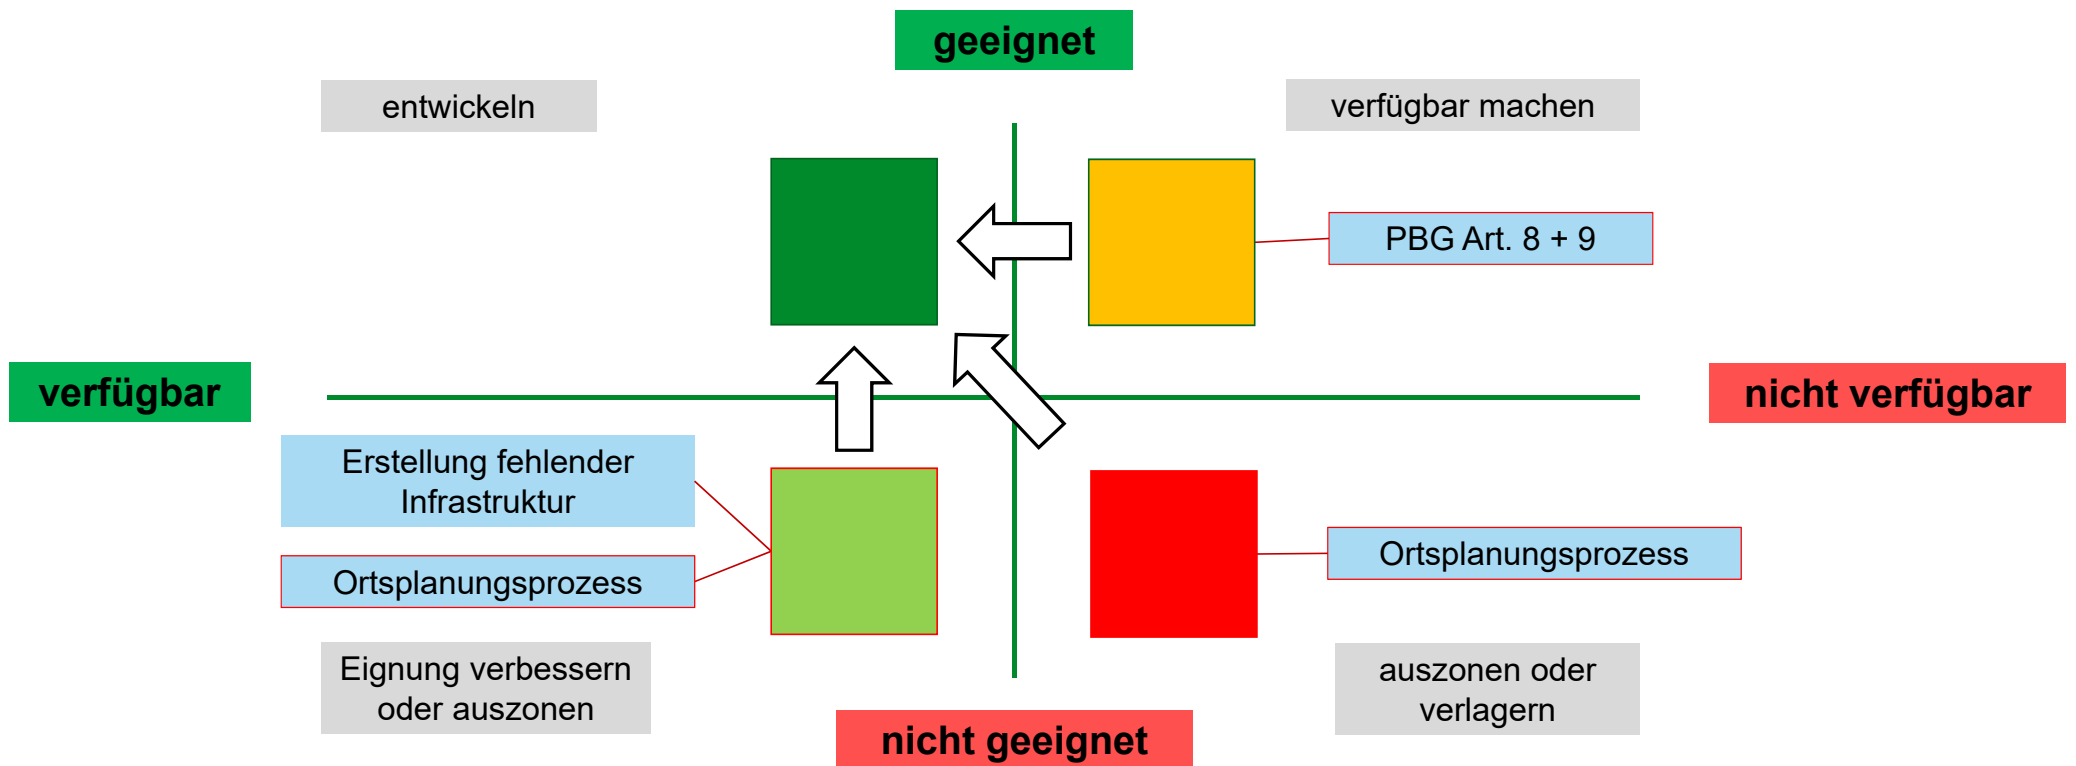 geeignet
entwickeln
verfügbar machen
PBG Art. 8 + 9
verfügbar
nicht verfügbar
Erstellung fehlender
Infrastruktur
Ortsplanungsprozess
Ortsplanungsprozess
Eignung verbessern
oder auszonen
auszonen oder
verlagern
nicht geeignet